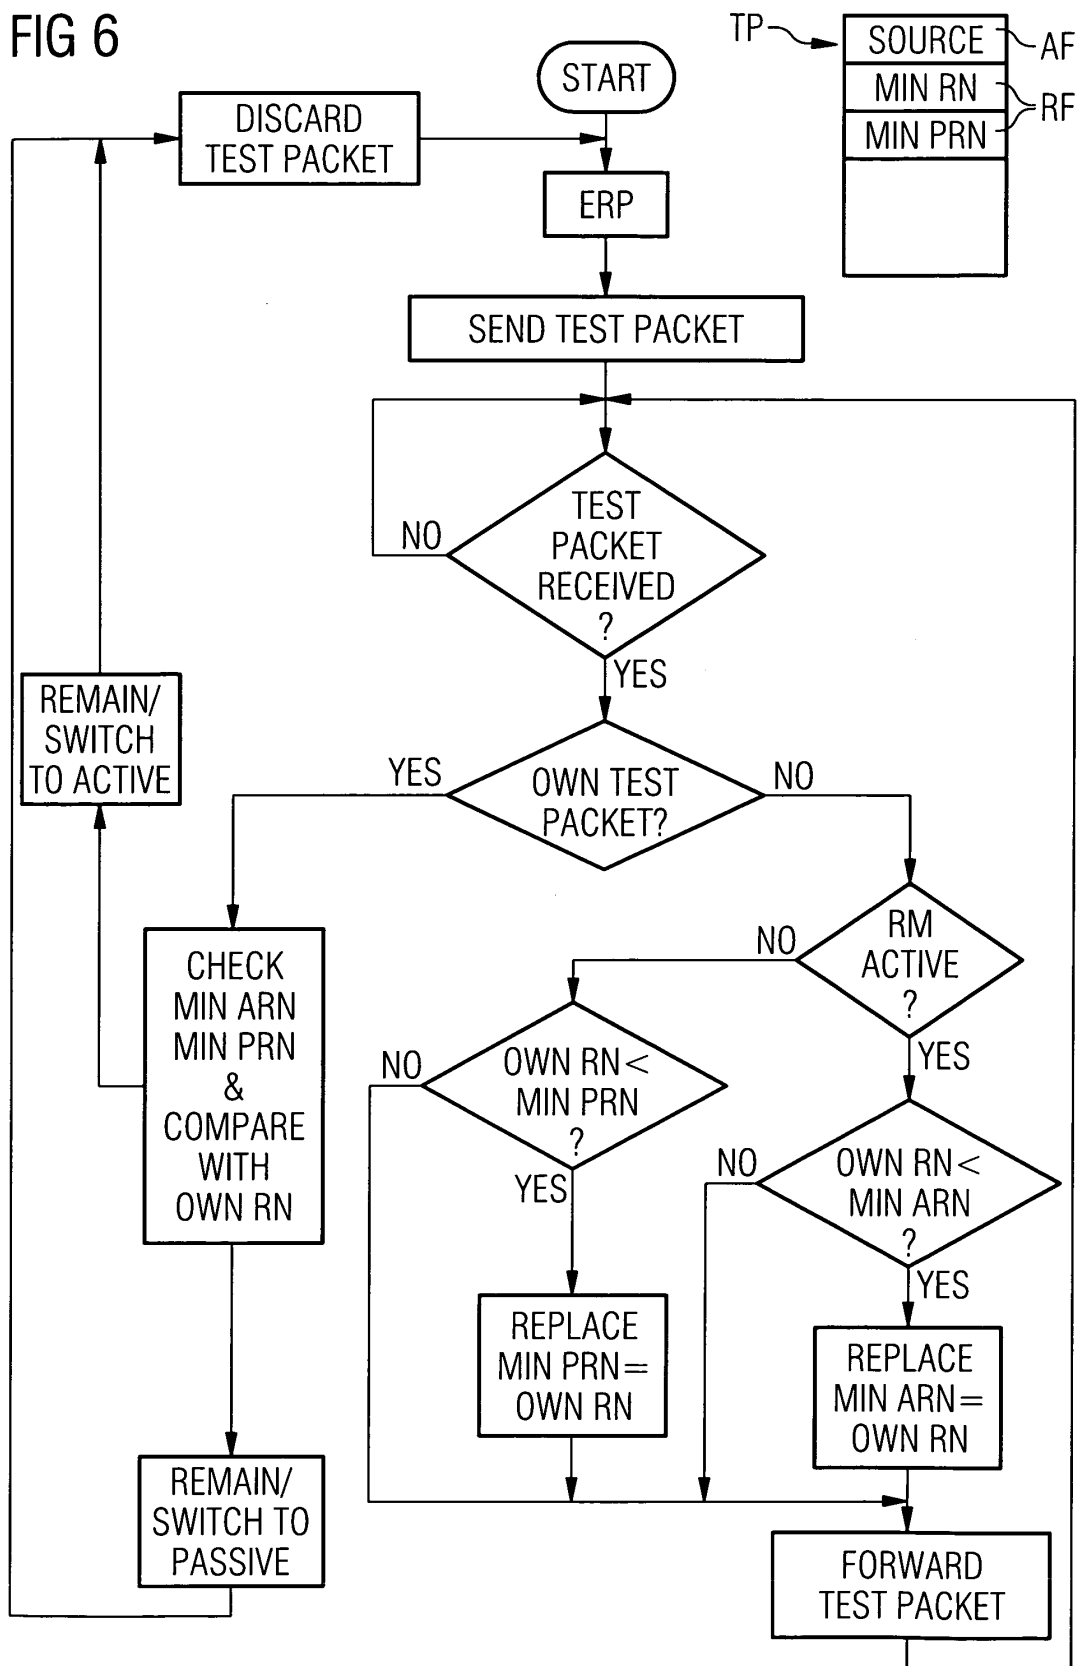 FIG 6
TP
SOURCE
AF
MIN RN
RF
MIN PRN
START
DISCARD
TEST PACKET
ERP
SEND TEST PACKET
TEST
PACKET
RECEIVED
?
NO
YES
REMAIN/
SWITCH
TO ACTIVE
YES
OWN TEST
PACKET?
NO
RM
ACTIVE
?
NO
YES
CHECK
MIN ARN
MIN PRN
&
COMPARE
WITH
OWN RN
NO
OWN RN<
MIN PRN
?
YES
NO
OWN RN<
MIN ARN
?
YES
REPLACE
MIN PRN=
OWN RN
REPLACE
MIN ARN=
OWN RN
REMAIN/
SWITCH TO
PASSIVE
FORWARD
TEST PACKET